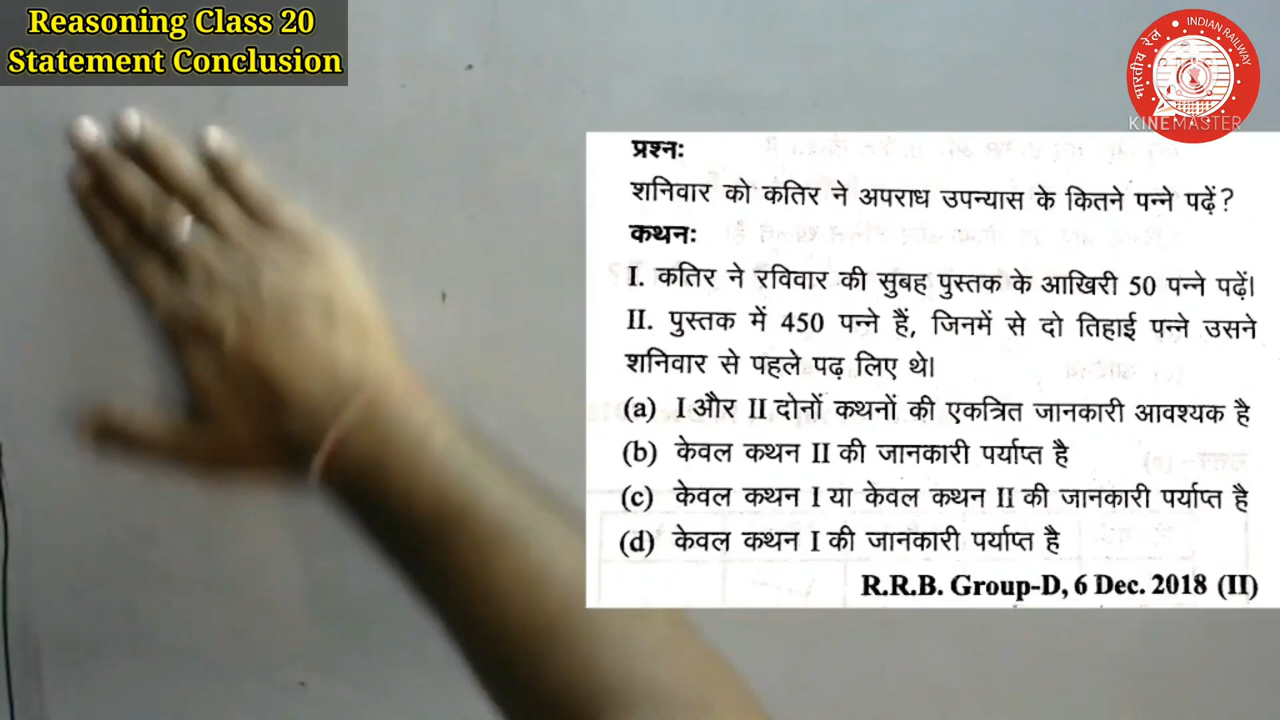 Reasoning Class 20
Statement Conclusion
भारतीय रेल • INDIAN RAILWAY
KINEMASTER
प्रश्नः
शनिवार को कतिर ने अपराध उपन्यास के कितने पन्ने पढ़ें?
कथनः
I. कतिर ने रविवार की सुबह पुस्तक के आखिरी 50 पन्ने पढ़ें।
II. पुस्तक में 450 पन्ने हैं, जिनमें से दो तिहाई पन्ने उसने
शनिवार से पहले पढ़ लिए थे।
(a) I और II दोनों कथनों की एकत्रित जानकारी आवश्यक है
(b) केवल कथन II की जानकारी पर्याप्त है
(c) केवल कथन I या केवल कथन II की जानकारी पर्याप्त है
(d) केवल कथन I की जानकारी पर्याप्त है
R.R.B. Group-D, 6 Dec. 2018 (II)